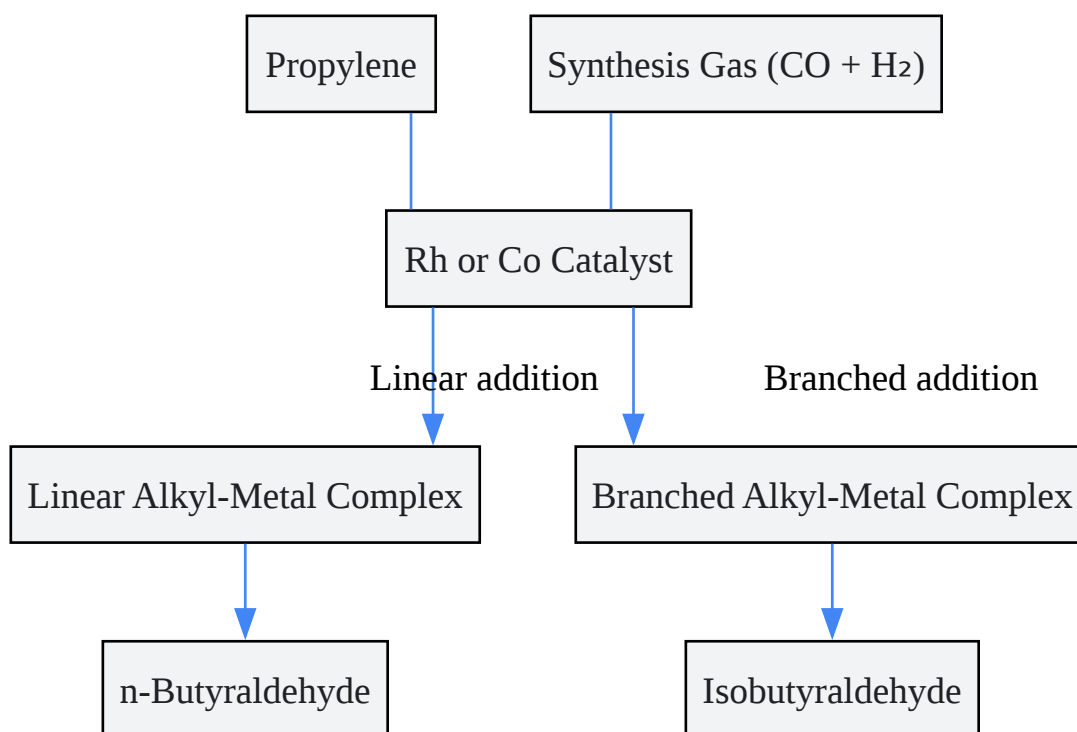 Propylene
Synthesis Gas (CO + H₂)
Rh or Co Catalyst
Linear addition
Branched addition
Linear Alkyl-Metal Complex
Branched Alkyl-Metal Complex
n-Butyraldehyde
Isobutyraldehyde